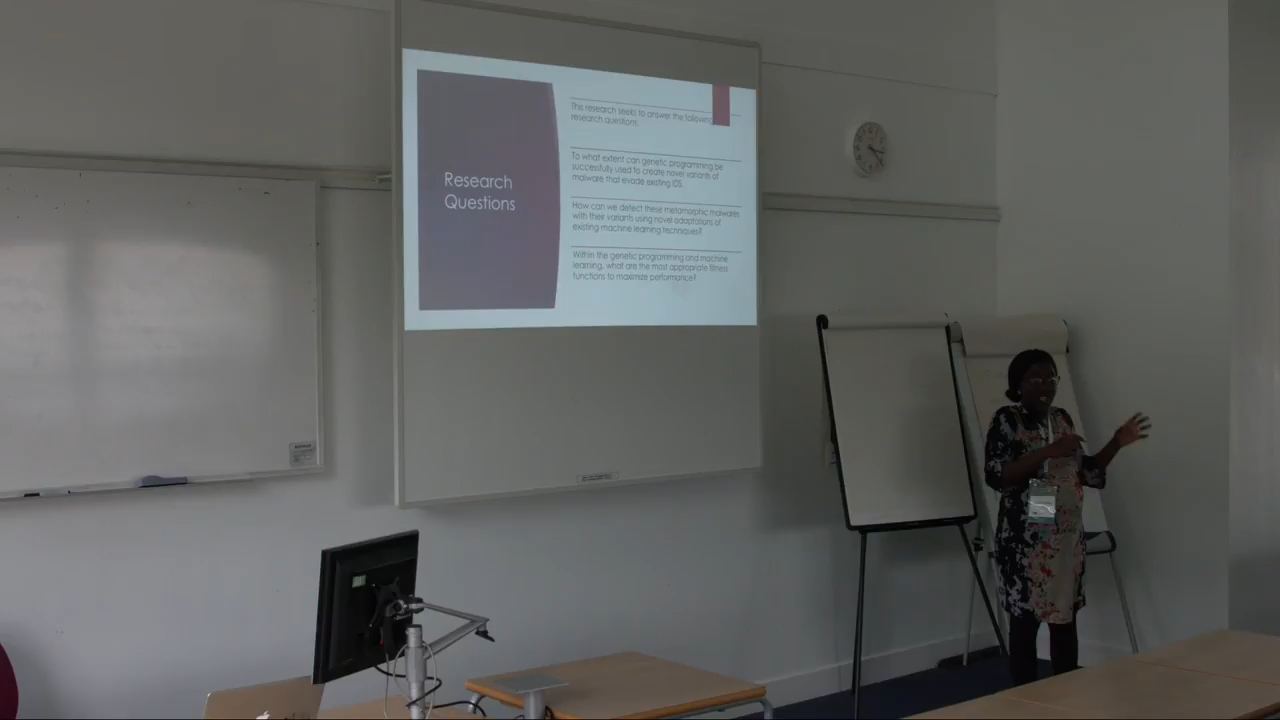 Research
Questions
This research seeks to answer the following
research questions.
To what extent can genetic programming be
successfully used to create novel variants of
malware that evade existing IDS.
How can we detect these metamorphic malwares
with their variants using novel adaptations of
existing machine learning techniques?
Within the genetic programming and machine
learning, what are the most appropriate fitness
functions to maximize performance?